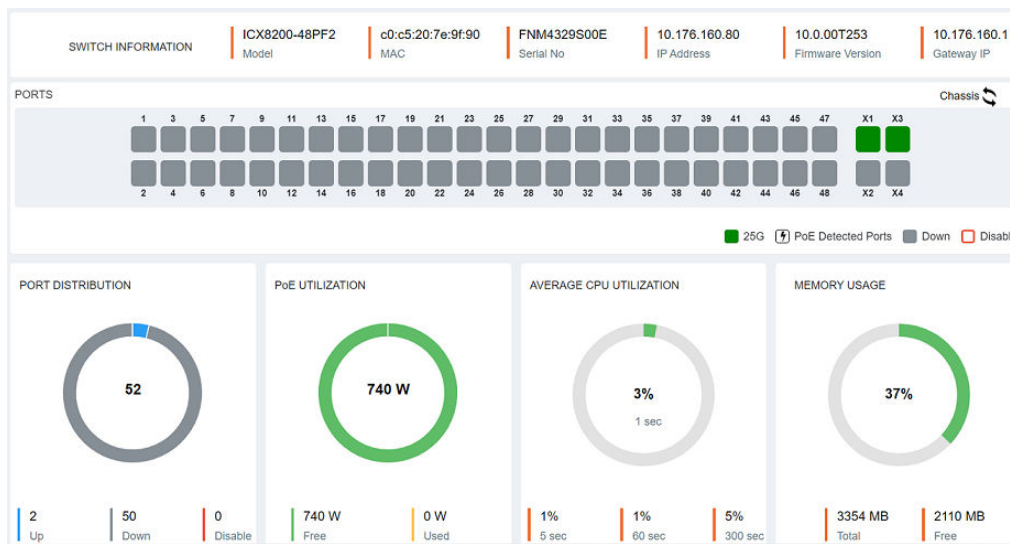 SWITCH INFORMATION
ICX8200-48PF2 c0:c5:20:7e:9f:90 FNM4329S00E 10.176.160.80 10.0.00T253 10.176.160.1
Model MAC Serial No IP Address Firmware Version Gateway IP
PORTS Chassis
1 3 5 7 9 11 13 15 17 19 21 23 25 27 29 31 33 35 37 39 41 43 45 47 X1 X3
2 4 6 8 10 12 14 16 18 20 22 24 26 28 30 32 34 36 38 40 42 44 46 48 X2 X4
25G PoE Detected Ports Down Disabl
PORT DISTRIBUTION PoE UTILIZATION AVERAGE CPU UTILIZATION MEMORY USAGE
52 740 W 3% 37%
1 sec
2 50 0 740 W 0 W 1% 1% 5% 3354 MB 2110 MB
Up Down Disable Free Used 5 sec 60 sec 300 sec Total Free